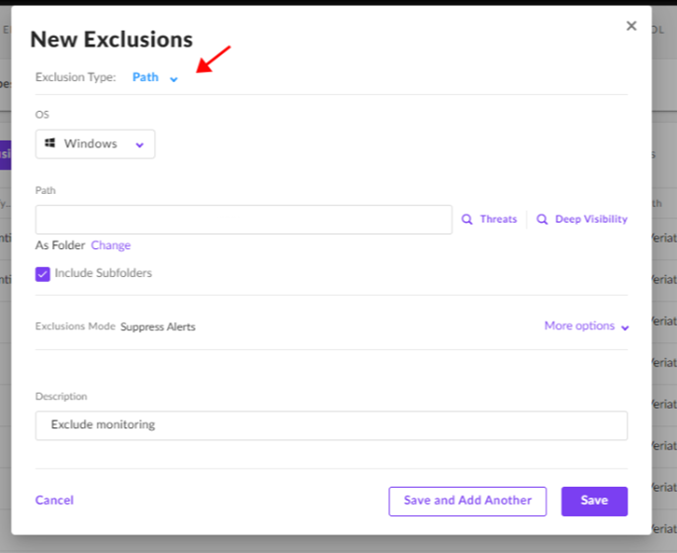 New Exclusions
Exclusion Type: Path
OS
Windows
Path
Threats
Deep Visibility
As Folder Change
Include Subfolders
Exclusions Mode Suppress Alerts
More options
Description
Exclude monitoring
Cancel
Save and Add Another
Save